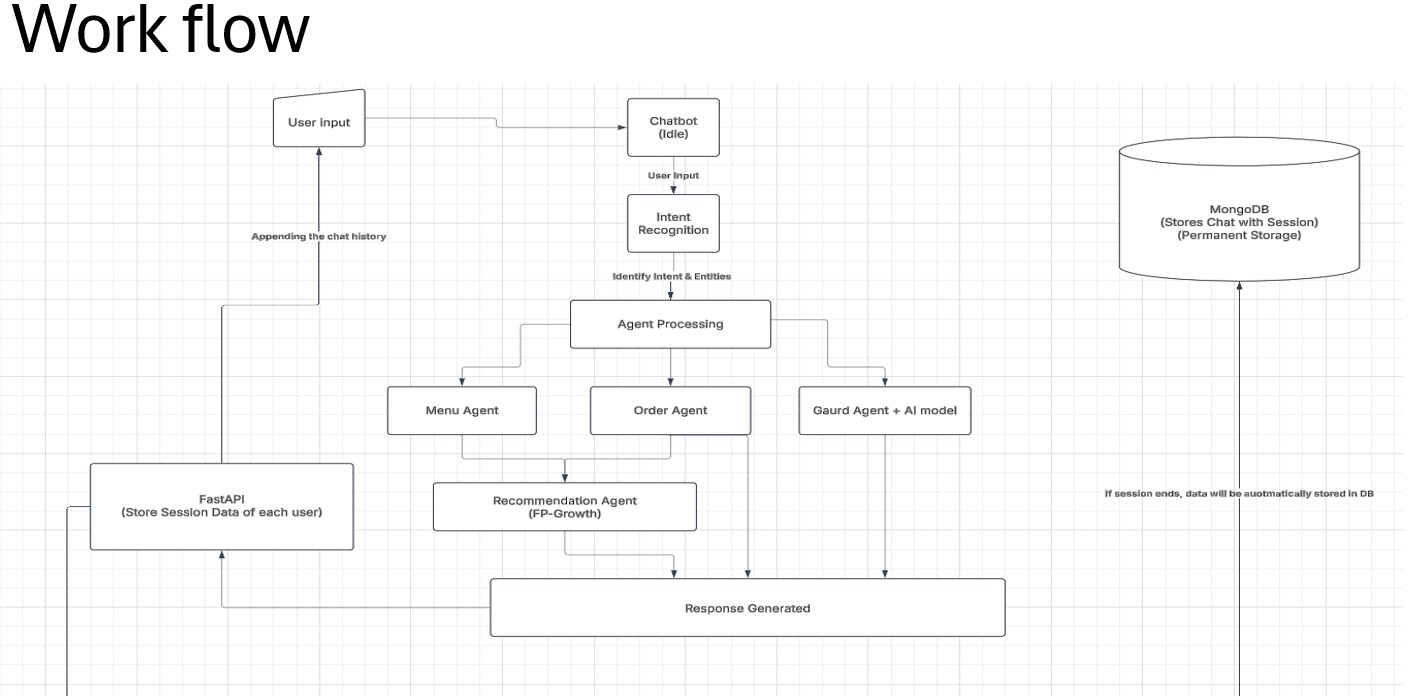 Work flow
User input
Chatbot
(Idle)
User Input
Intent
Recognition
Appending the chat history
Identify Intent & Entities
MongoDB
(Stores Chat with Session)
(Permanent Storage)
Agent Processing
Menu Agent
Order Agent
Gaurd Agent + AI model
FastAPI
(Store Session Data of each user)
Recommendation Agent
(FP-Growth)
If session ends, data will be auotmatically stored in DB
Response Generated